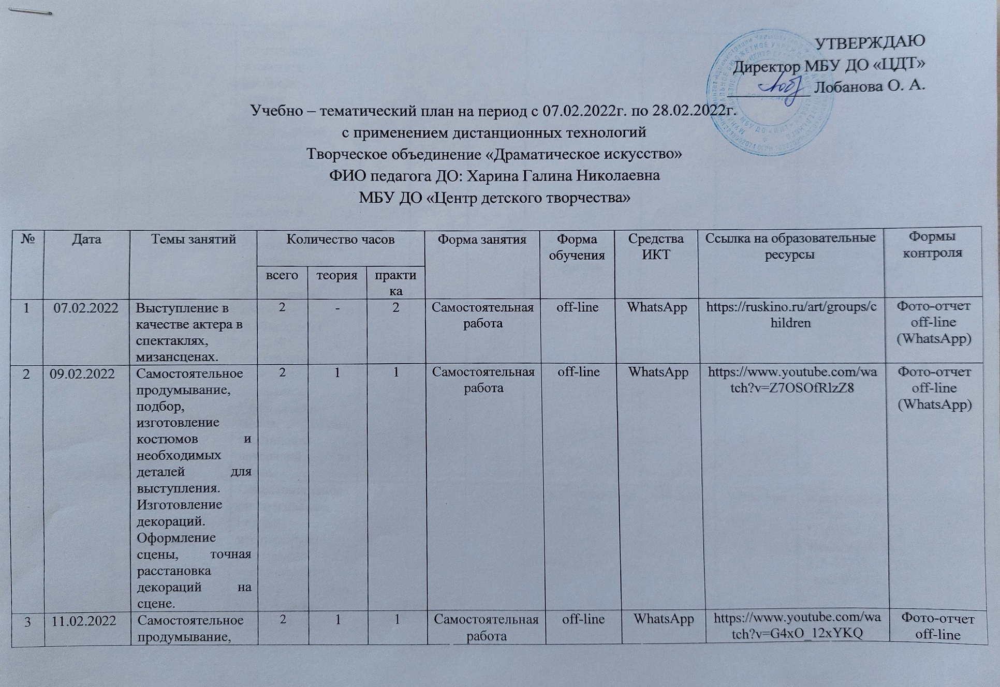 УТВЕРЖДАЮ
Директор МБУ ДО «ЦДТ»
Лобанова О. А.
Учебно – тематический план на период с 07.02.2022г. по 28.02.2022г.
с применением дистанционных технологий
Творческое объединение «Драматическое искусство»
ФИО педагога ДО: Харина Галина Николаевна
МБУ ДО «Центр детского творчества»
№
Дата
Темы занятий
Количество часов
всего
теория
практи
ка
Форма занятия
Форма
обучения
Средства
ИКТ
Ссылка на образовательные
ресурсы
Формы
контроля
1
07.02.2022
Выступление в
качестве актера в
спектаклях,
мизансценах.
2
-
2
Самостоятельная
работа
off-line
WhatsApp
https://ruskino.ru/art/groups/c
hildren
Фото-отчет
off-line
(WhatsApp)
2
09.02.2022
Самостоятельное
продумывание,
подбор,
изготовление
костюмов и
необходимых
деталей для
выступления.
Изготовление
декораций.
Оформление
сцены, точная
расстановка
декораций на
сцене.
2
1
1
Самостоятельная
работа
off-line
WhatsApp
https://www.youtube.com/wa
tch?v=Z7OSOfRlzZ8
Фото-отчет
off-line
(WhatsApp)
3
11.02.2022
Самостоятельное
продумывание,
2
1
1
Самостоятельная
работа
off-line
WhatsApp
https://www.youtube.com/wa
tch?v=G4xO_12xYKQ
Фото-отчет
off-line